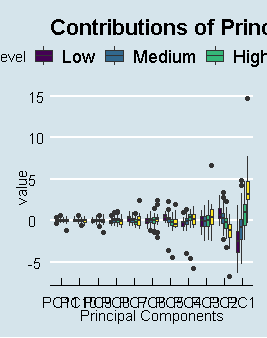 Contributions of Princ
evel Low Medium High
15
10
5
0
-5
value
Principal Components